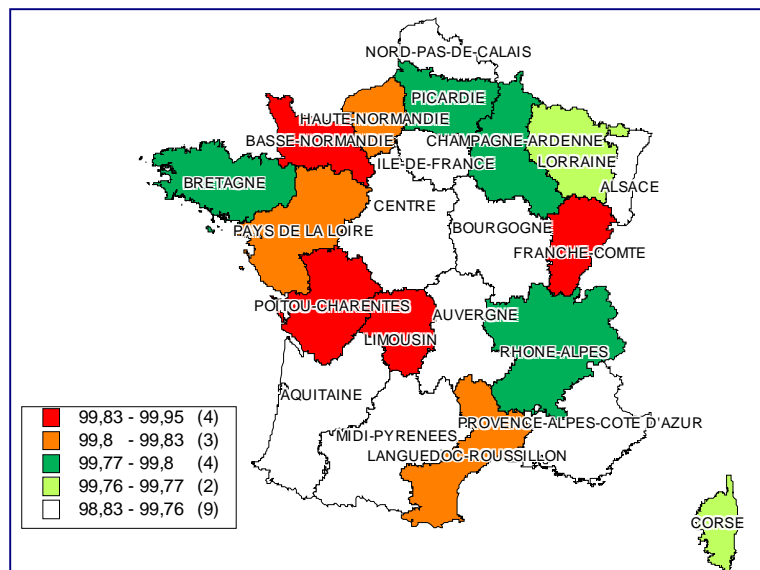 NORD-PAS-DE-CALAIS
PICARDIE
HAUTE-NORMANDIE
BASSE-NORMANDIE
CHAMPAGNE-ARDENNE
ILE-DE-FRANCE
LORRAINE
ALSACE
BRETAGNE
CENTRE
PAYS DE LA LOIRE
BOURGOGNE
FRANCHE-COMTE
POITOU-CHARENTES
AUVERGNE
LIMOUSIN
RHONE-ALPES
AQUITAINE
PROVENCE-ALPES-COTE D'AZUR
MIDI-PYRENEES
LANGUEDOC-ROUSSILLON
CORSE
99,83 - 99,95 (4)
99,8 - 99,83 (3)
99,77 - 99,8 (4)
99,76 - 99,77 (2)
98,83 - 99,76 (9)